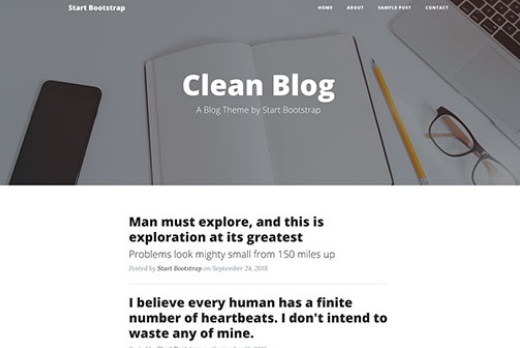 Start Bootstrap
HOME ABOUT SAMPLE POST CONTACT
Clean Blog
A Blog Theme by Start Bootstrap
Man must explore, and this is
exploration at its greatest
Problems look mighty small from 150 miles up
Posted by Start Bootstrap on September 24, 2018
I believe every human has a finite
number of heartbeats. I don't intend to
waste any of mine.